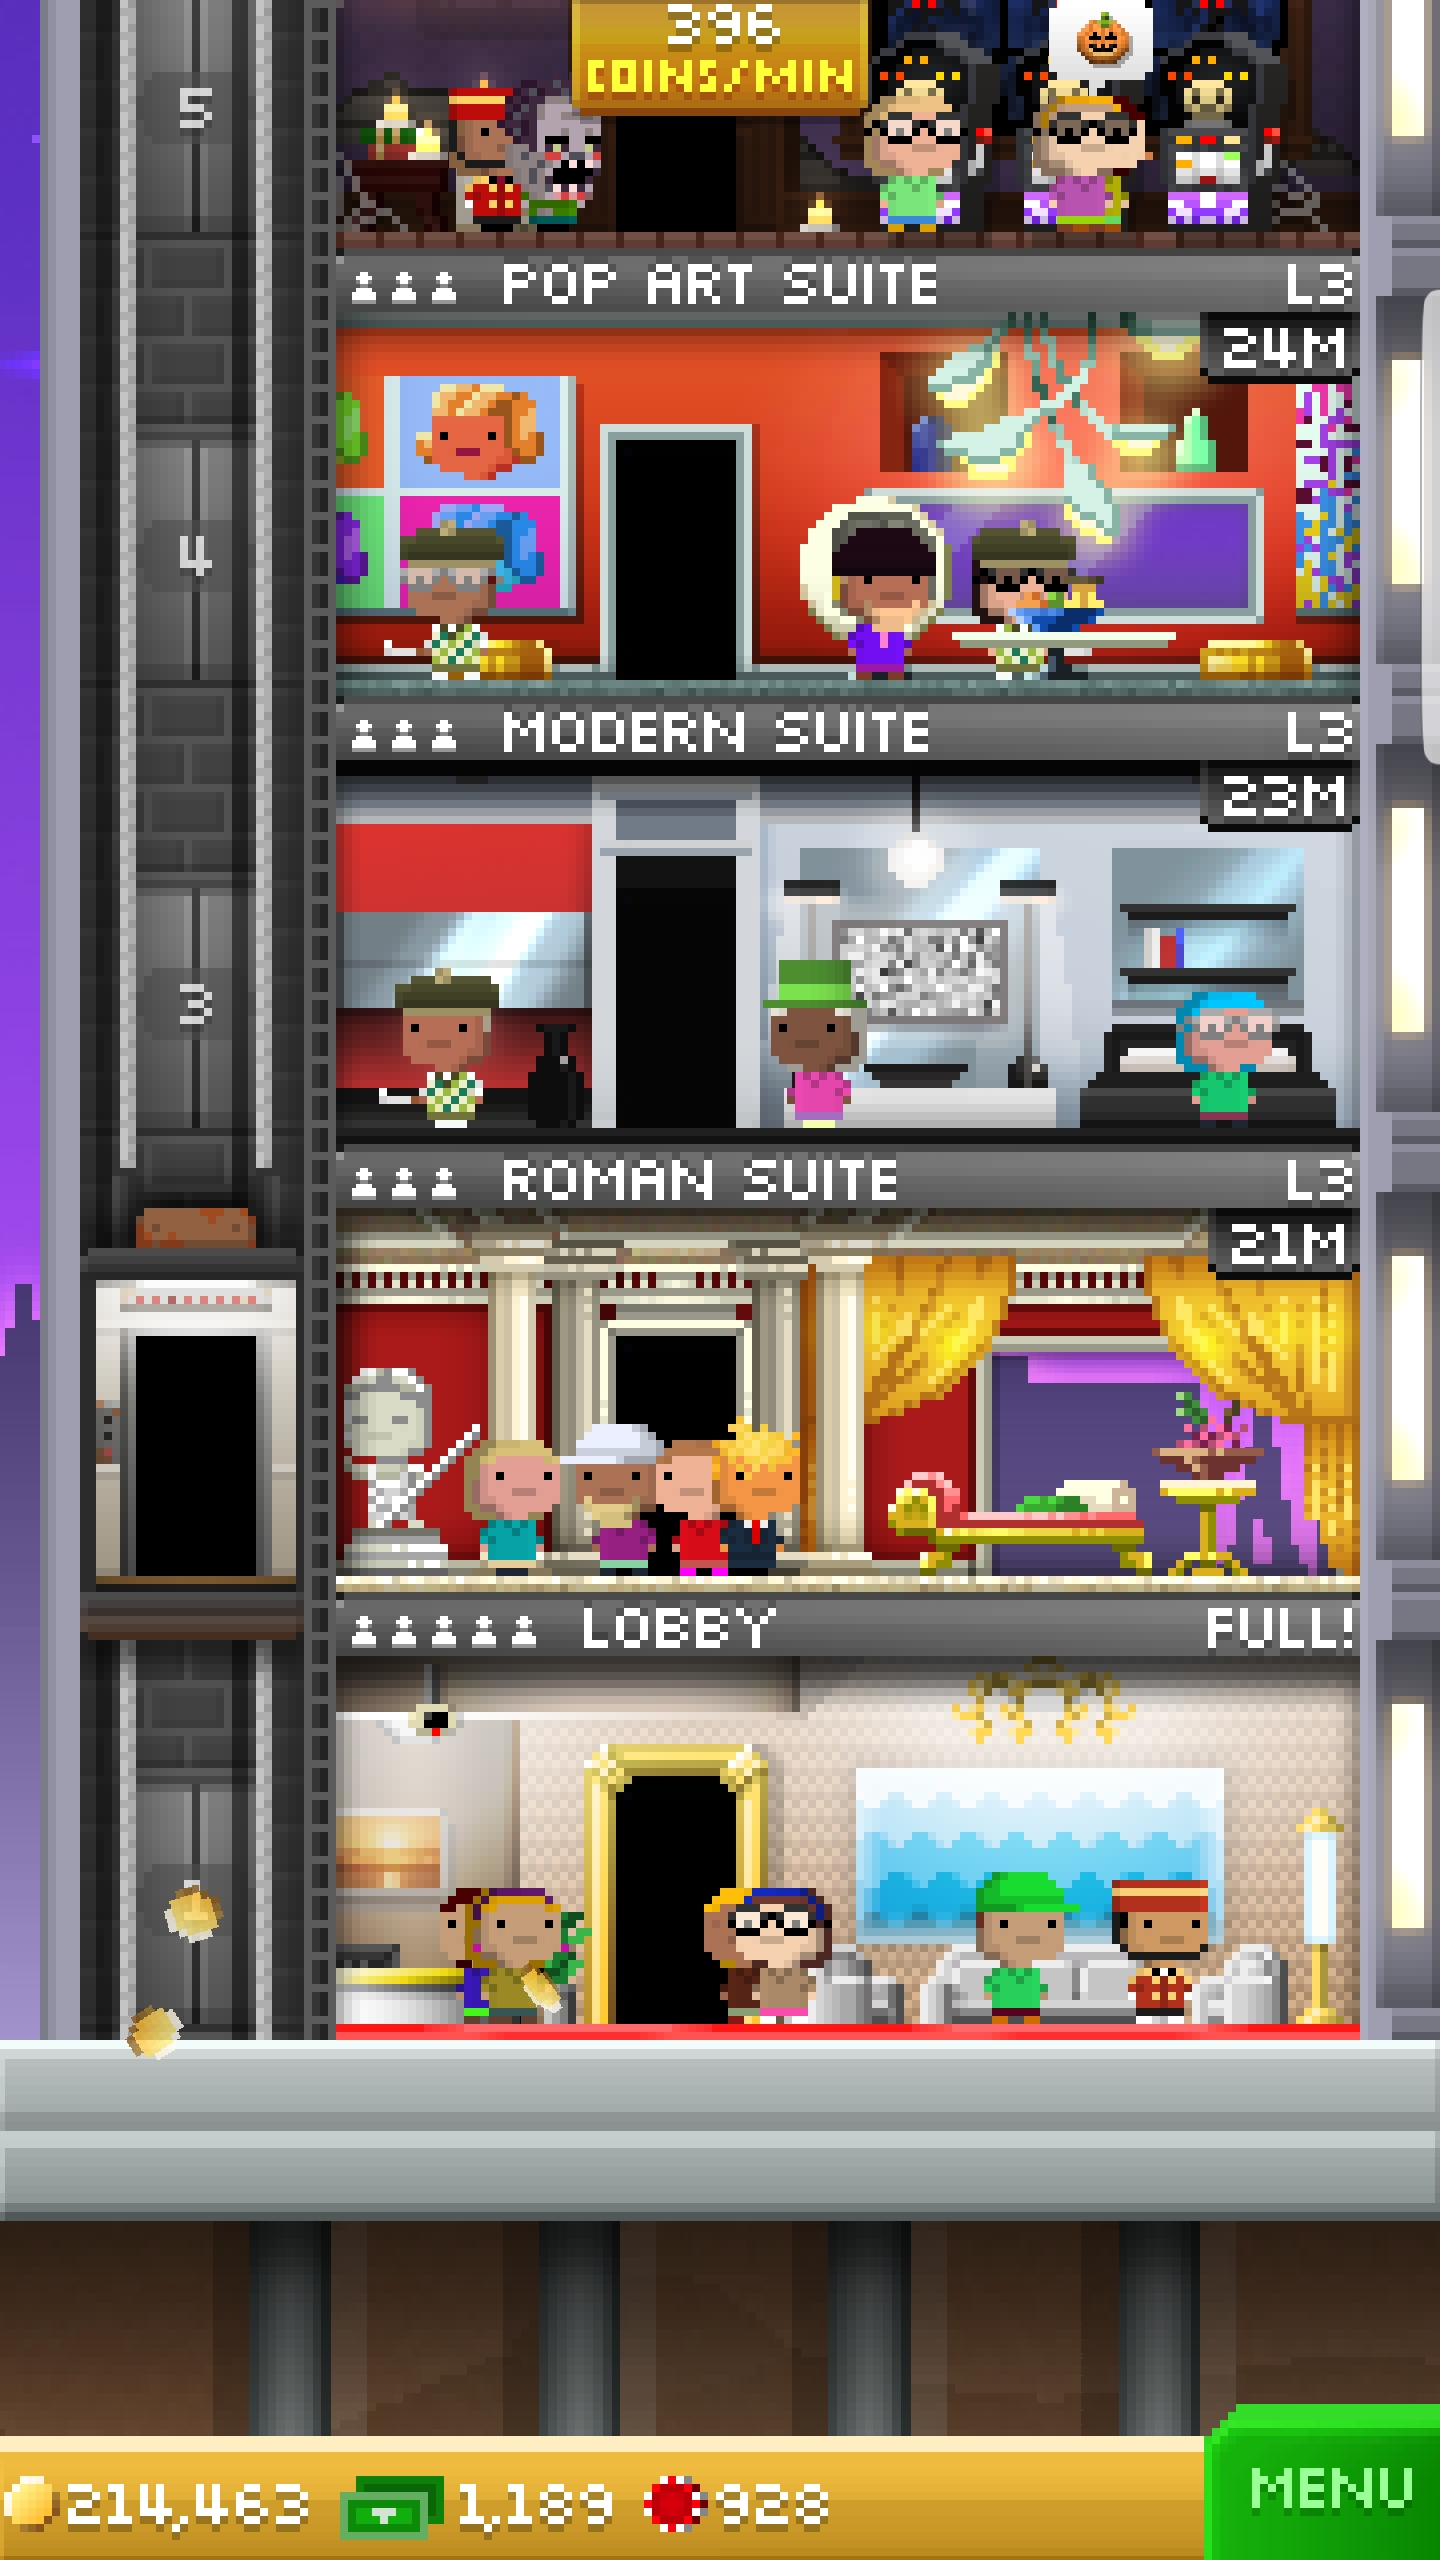 396
COINS/MIN
5
POP ART SUITE L3
24M
4
MODERN SUITE L3
23M
3
ROMAN SUITE L3
21M
LOBBY FULL!
214,463 1,189 928
MENU